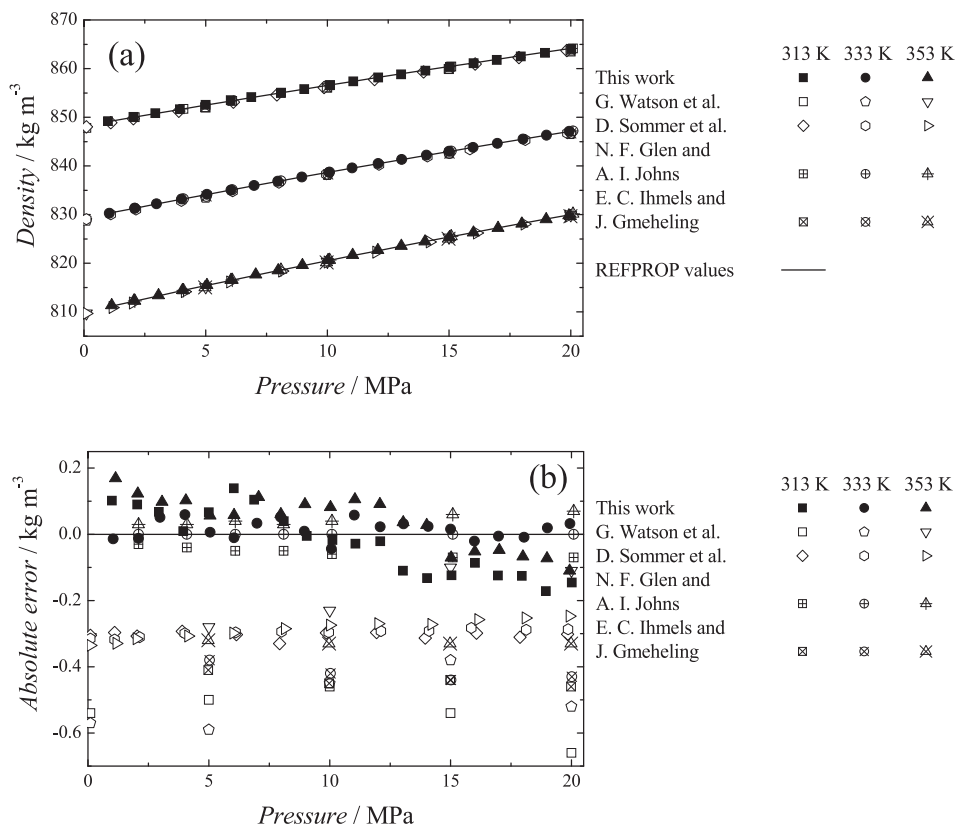 870
860
850
840
830
820
810
0
5
10
15
20
(a)
Density / kg m⁻³
Pressure / MPa
313 K 333 K 353 K
This work
G. Watson et al.
D. Sommer et al.
N. F. Glen and
A. I. Johns
E. C. Ihmels and
J. Gmeheling
REFPROP values
0.2
0.0
-0.2
-0.4
-0.6
0
5
10
15
20
(b)
Absolute error / kg m⁻³
Pressure / MPa
313 K 333 K 353 K
This work
G. Watson et al.
D. Sommer et al.
N. F. Glen and
A. I. Johns
E. C. Ihmels and
J. Gmeheling